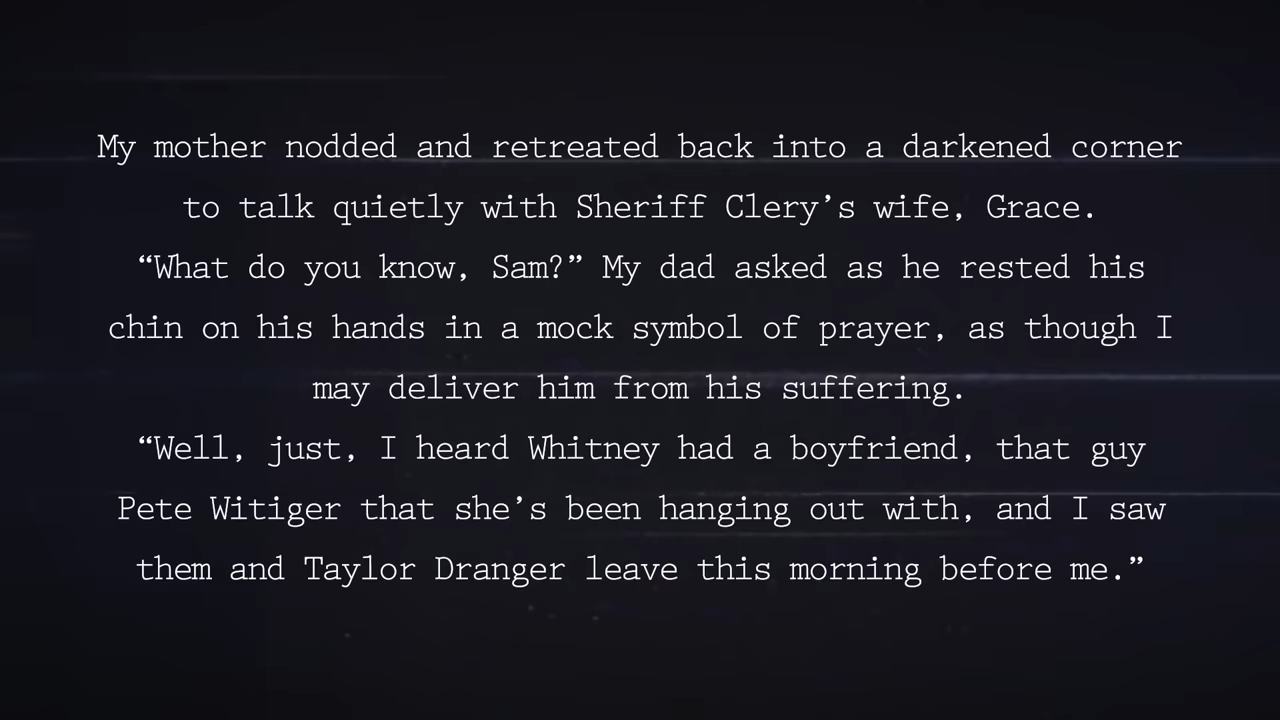 My mother nodded and retreated back into a darkened corner
to talk quietly with Sheriff Clery’s wife, Grace.
“What do you know, Sam?” My dad asked as he rested his
chin on his hands in a mock symbol of prayer, as though I
may deliver him from his suffering.
“Well, just, I heard Whitney had a boyfriend, that guy
Pete Witiger that she’s been hanging out with, and I saw
them and Taylor Dranger leave this morning before me.”